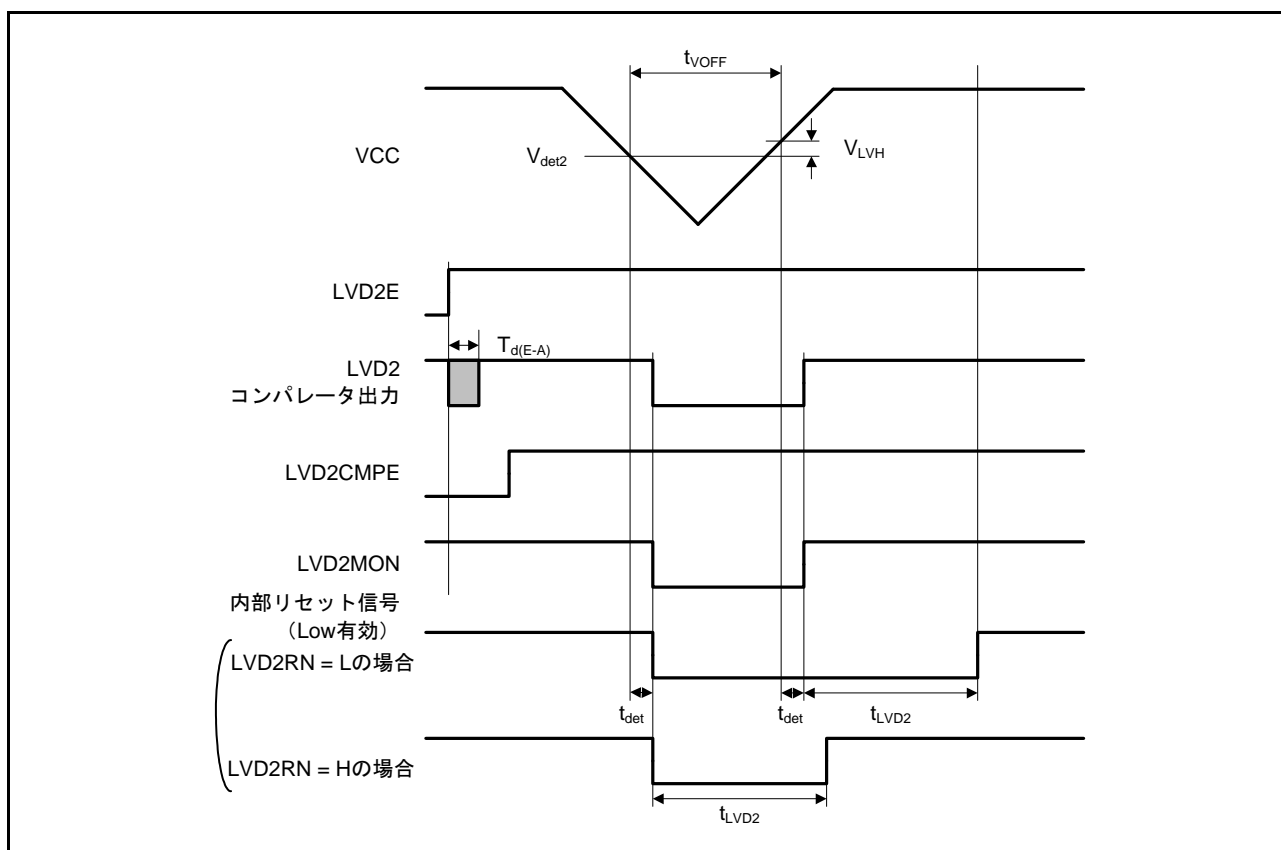 tVOFF
VCC
Vdet2
VLVH
LVD2E
Td(E-A)
LVD2
コンパレータ出力
LVD2CMPE
LVD2MON
内部リセット信号
（Low有効）
LVD2RN = Lの場合
tdet
tdet
tLVD2
LVD2RN = Hの場合
tLVD2